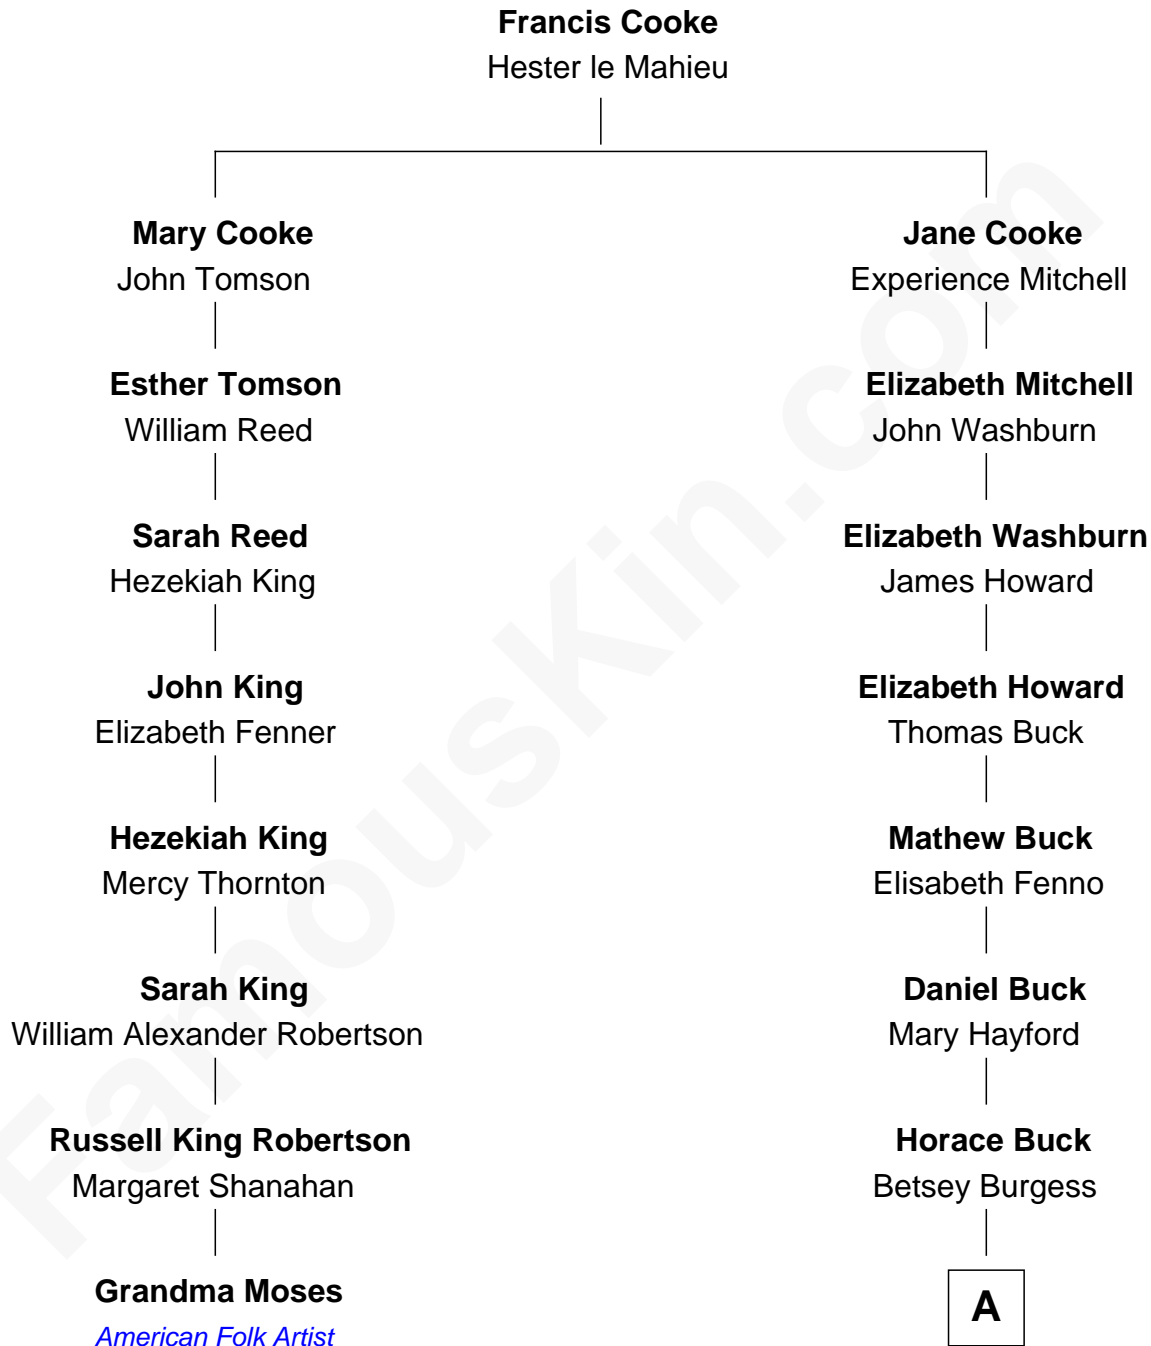 Francis Cooke
Hester le Mahieu
Mary Cooke
John Tomson
Jane Cooke
Experience Mitchell
Esther Tomson
William Reed
Elizabeth Mitchell
John Washburn
Sarah Reed
Hezekiah King
Elizabeth Washburn
James Howard
John King
Elizabeth Fenner
Elizabeth Howard
Thomas Buck
Hezekiah King
Mercy Thornton
Mathew Buck
Elisabeth Fenno
Sarah King
William Alexander Robertson
Daniel Buck
Mary Hayford
Russell King Robertson
Margaret Shanahan
Horace Buck
Betsey Burgess
Grandma Moses
American Folk Artist
A
FamousKin.com